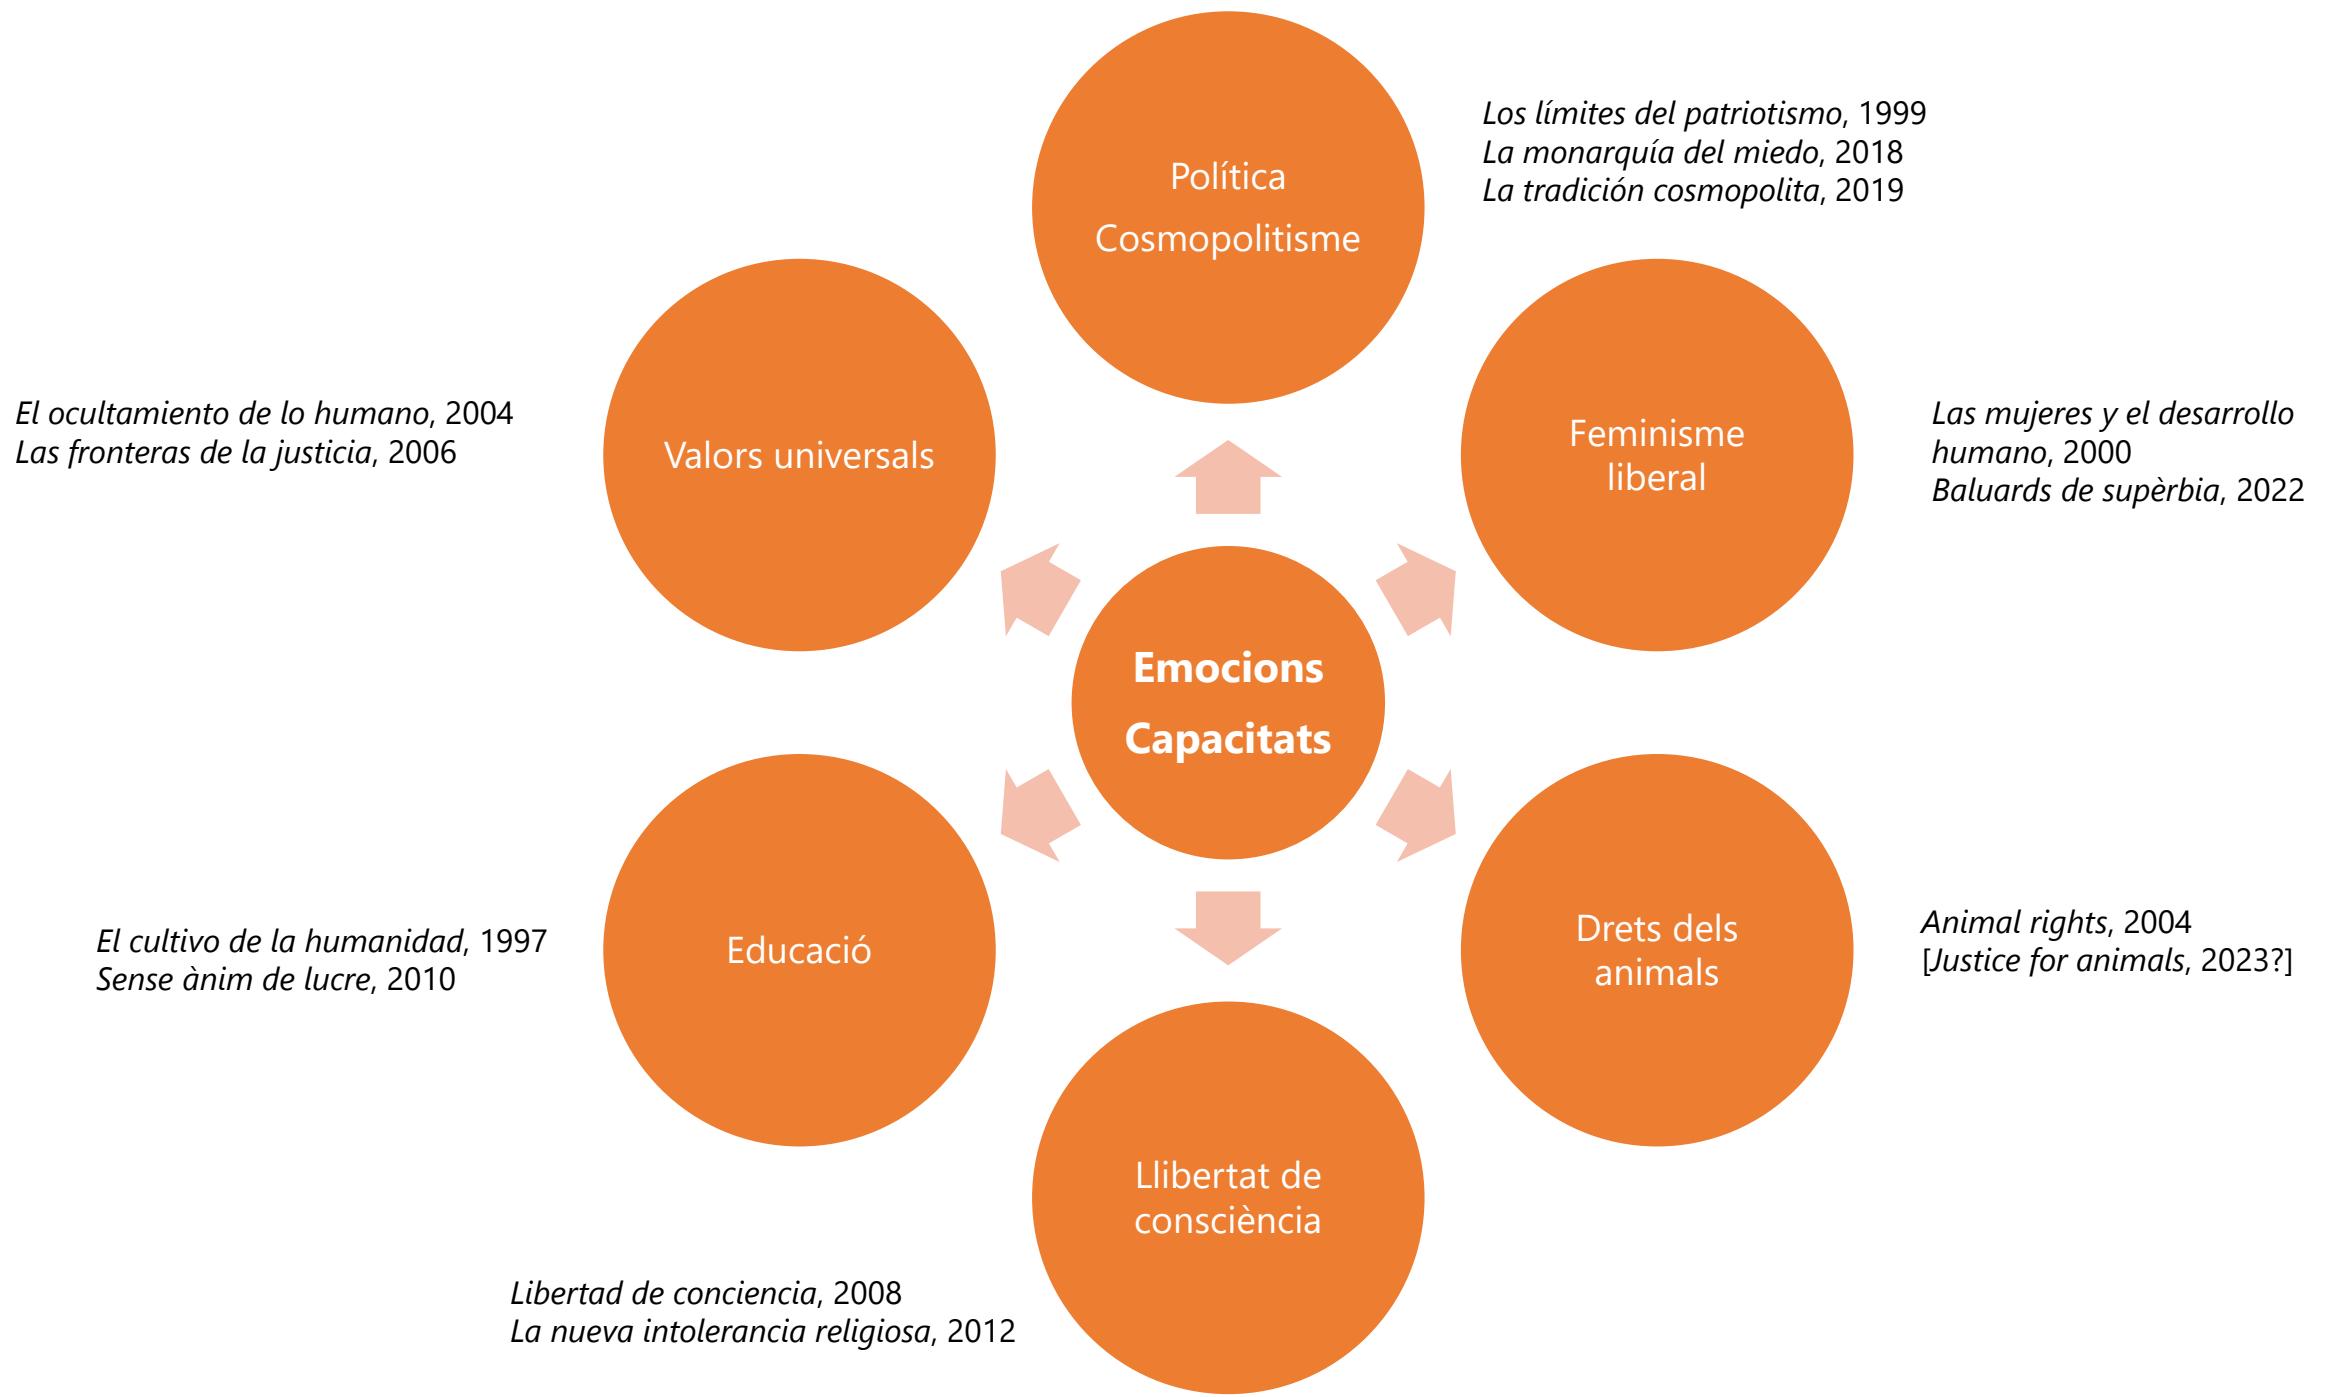 Política
Cosmopolitisme
Los límites del patriotismo, 1999
La monarquía del miedo, 2018
La tradición cosmopolita, 2019
El ocultamiento de lo humano, 2004
Las fronteras de la justicia, 2006
Valors universals
Feminisme
liberal
Las mujeres y el desarrollo
humano, 2000
Baluards de supèrbia, 2022
Emocions
Capacitats
El cultivo de la humanidad, 1997
Sense ànim de lucre, 2010
Educació
Drets dels
animals
Animal rights, 2004
[Justice for animals, 2023?]
Llibertat de
consciència
Libertad de conciencia, 2008
La nueva intolerancia religiosa, 2012